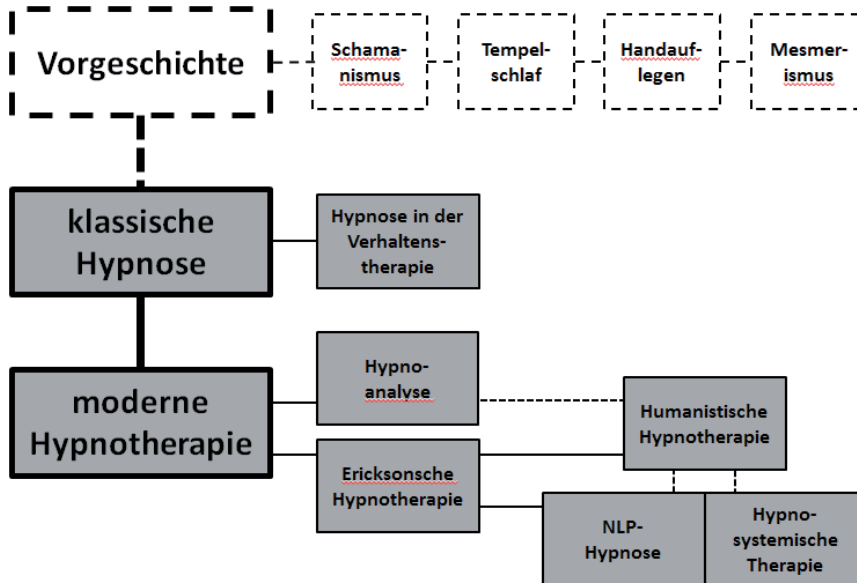 Vorgeschichte
Schama-
nismus
Tempel-
schlaf
Handauf-
legen
Mesmer-
ismus
klassische
Hypnose
Hypnose in der
Verhaltens-
therapie
moderne
Hypnotherapie
Hypno-
analyse
Humanistische
Hypnotherapie
Ericksonsche
Hypnotherapie
NLP-
Hypnose
Hypno-
systemische
Therapie